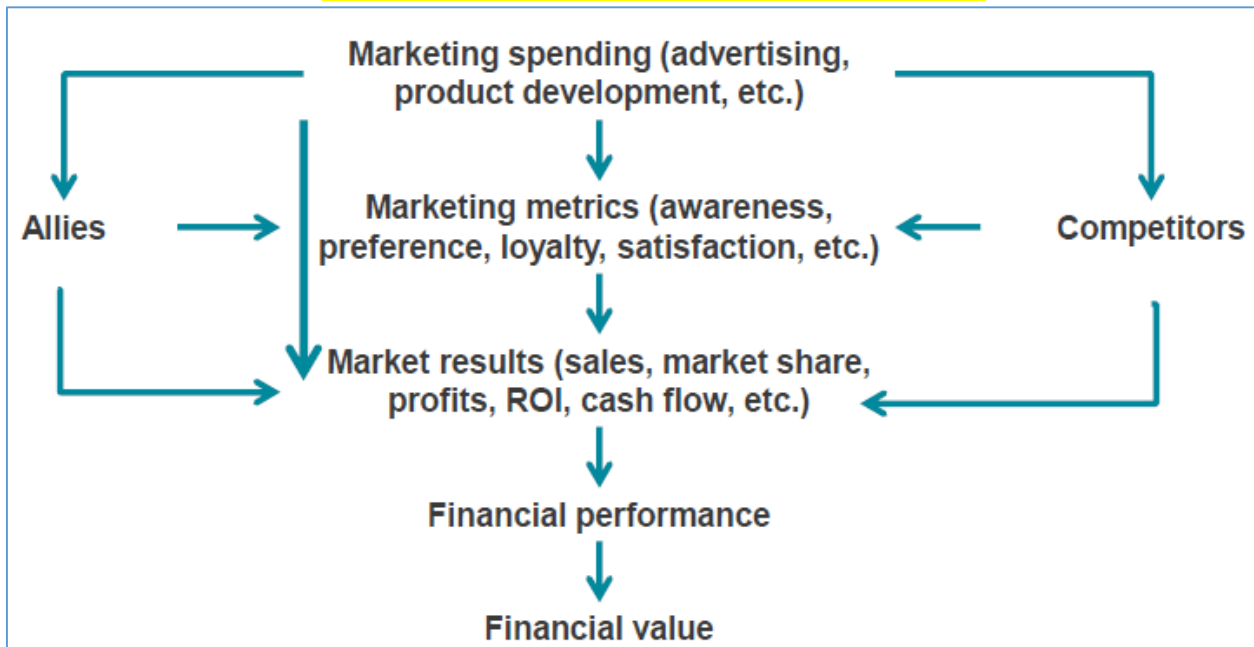 Marketing spending (advertising,
product development, etc.)
Allies
Marketing metrics (awareness,
preference, loyalty, satisfaction, etc.)
Competitors
Market results (sales, market share,
profits, ROI, cash flow, etc.)
Financial performance
Financial value